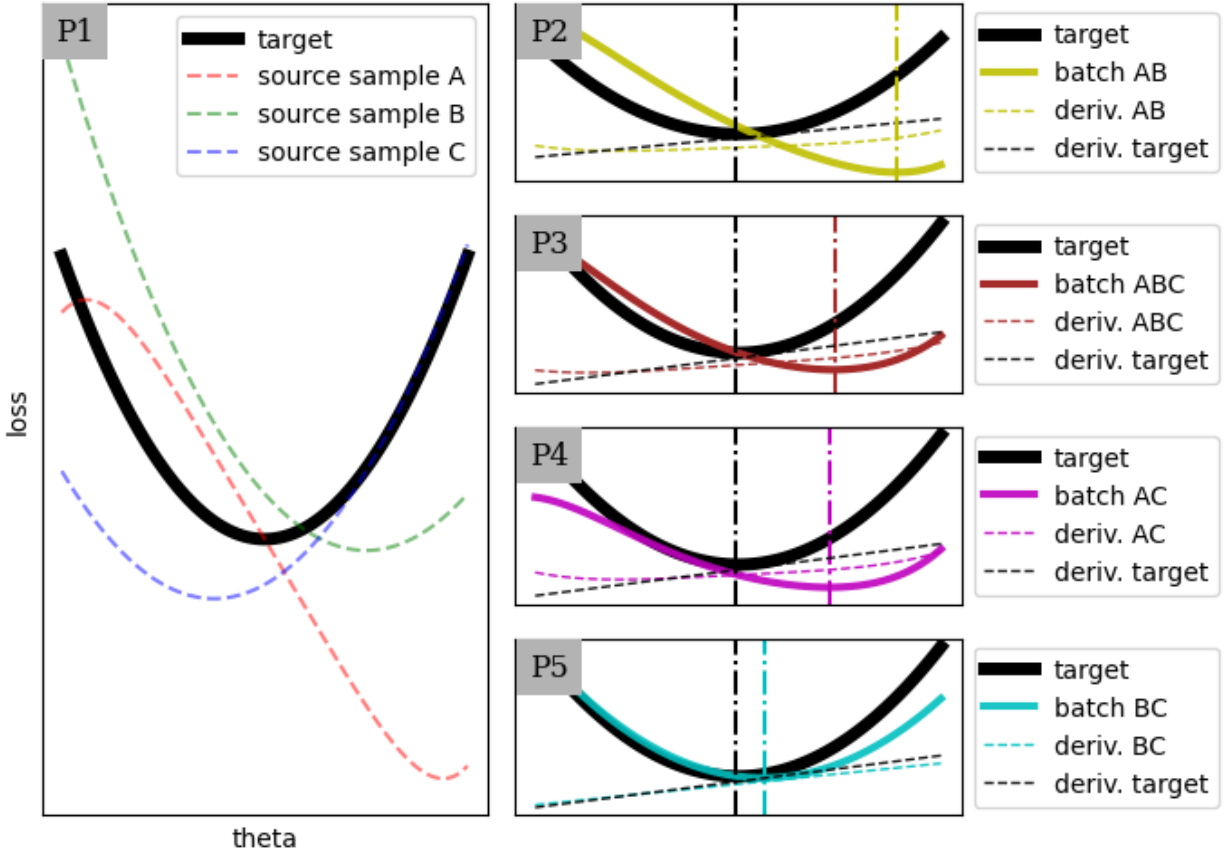 P1
target
source sample A
source sample B
source sample C
loss
theta
P2
target
batch AB
deriv. AB
deriv. target
P3
target
batch ABC
deriv. ABC
deriv. target
P4
target
batch AC
deriv. AC
deriv. target
P5
target
batch BC
deriv. BC
deriv. target